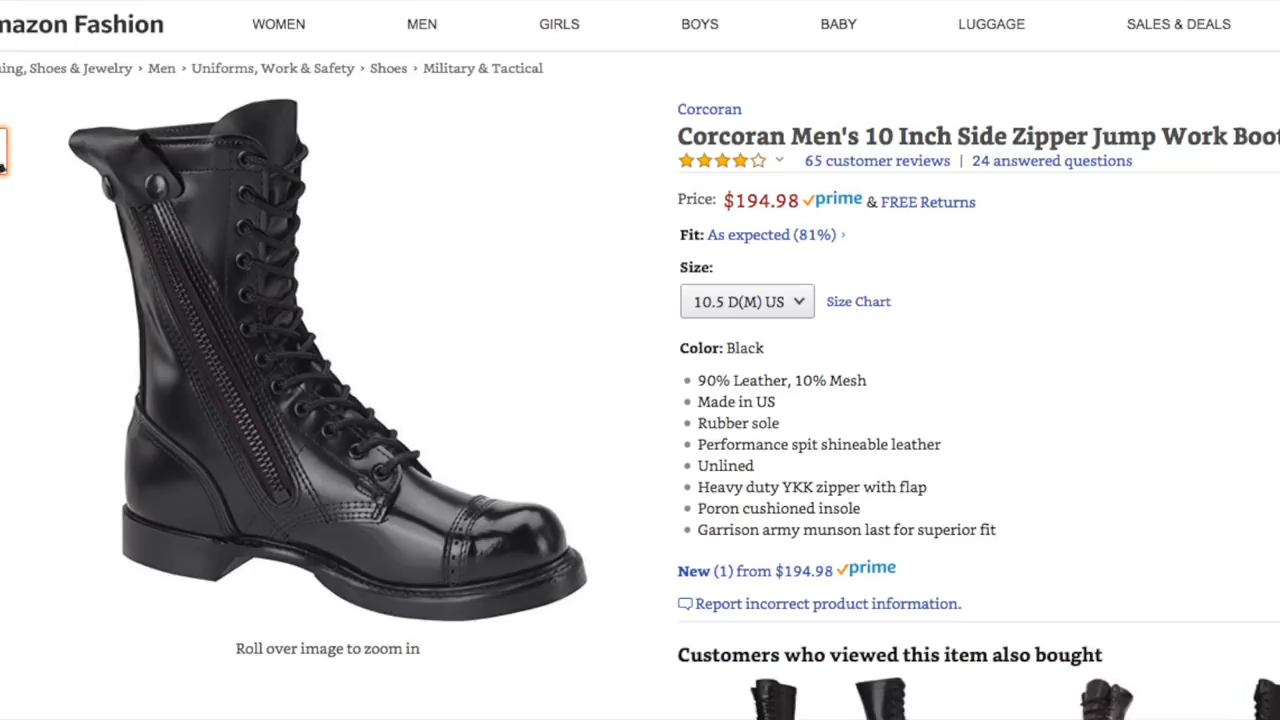 mazon Fashion WOMEN MEN GIRLS BOYS BABY LUGGAGE SALES & DEALS
ing, Shoes & Jewelry › Men › Uniforms, Work & Safety › Shoes › Military & Tactical
Corcoran
Corcoran Men's 10 Inch Side Zipper Jump Work Boot
65 customer reviews | 24 answered questions
Price: $194.98 prime & FREE Returns
Fit: As expected (81%) ›
Size:
10.5 D(M) US Size Chart
Color: Black
90% Leather, 10% Mesh
Made in US
Rubber sole
Performance spit shineable leather
Unlined
Heavy duty YKK zipper with flap
Poron cushioned insole
Garrison army munson last for superior fit
New (1) from $194.98 prime
Report incorrect product information.
Roll over image to zoom in
Customers who viewed this item also bought